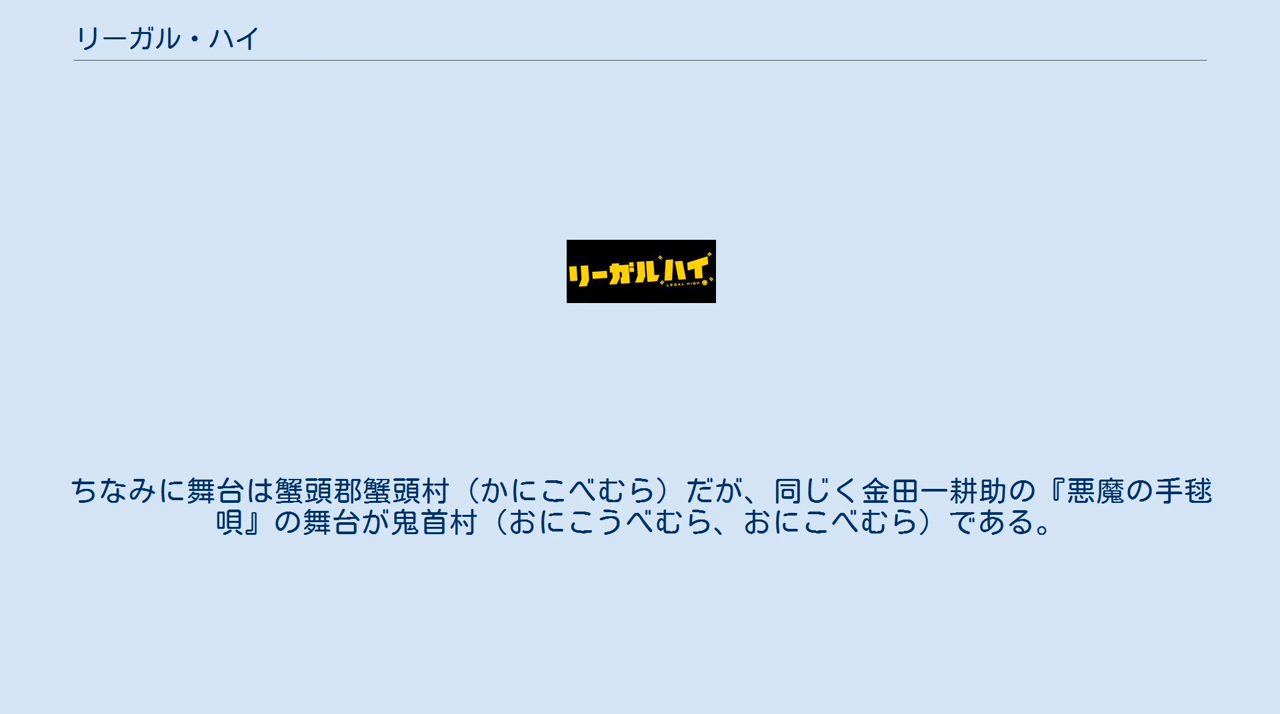 リーガル・ハイ
リーガルハイ
LEGAL HIGH
ちなみに舞台は蟹頭郡蟹頭村（かにこべむら）だが、同じく金田一耕助の『悪魔の手毬
唄』の舞台が鬼首村（おにこうべむら、おにこべむら）である。